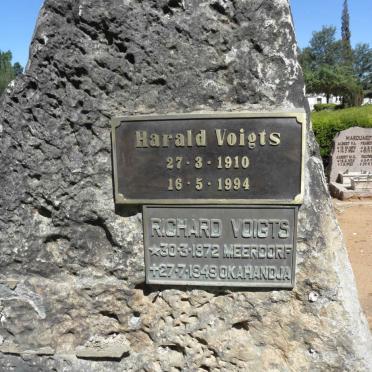 Harald Voigts
27-3-1910
16-5-1994
RICHARD VOIGTS
*30-3-1872 MEERDORF
+27-7-1949 OKAHANDJA